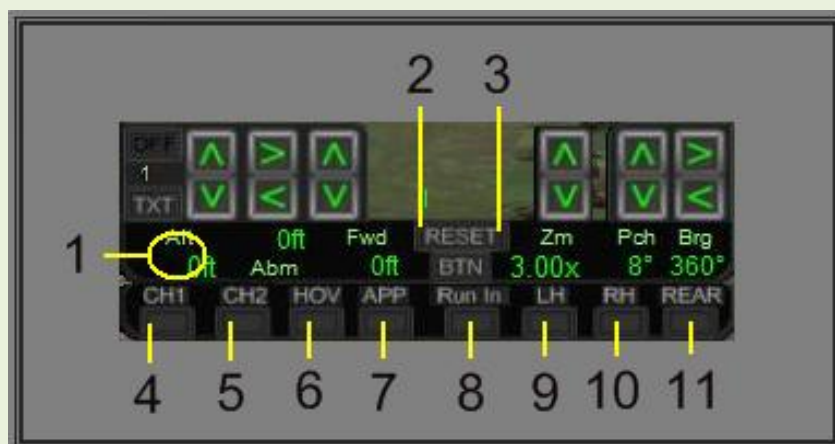 2 3
OFF
1
TXT
Alt 0ft Fwd RESET Zm Pch Brg
1 0ft Abm 0ft BTN 3.00x 8° 360°
CH1 CH2 HOV APP Run In LH RH REAR
4 5 6 7 8 9 10 11